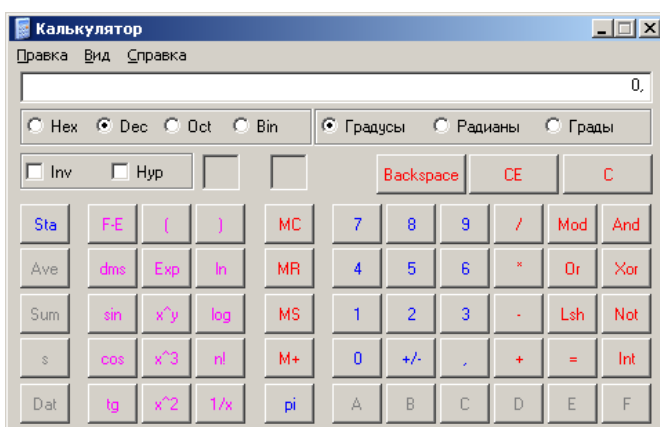 Калькулятор
Правка Вид Справка
0,
Hex Dec Oct Bin Градусы Радианы Грады
Inv Hyp Backspace CE C
Sta F-E ( ) MC 7 8 9 / Mod And
Ave dms Exp ln MR 4 5 6 * Or Xor
Sum sin x^y log MS 1 2 3 - Lsh Not
s cos x^3 n! M+ 0 +/- , + = Int
Dat tg x^2 1/x pi A B C D E F